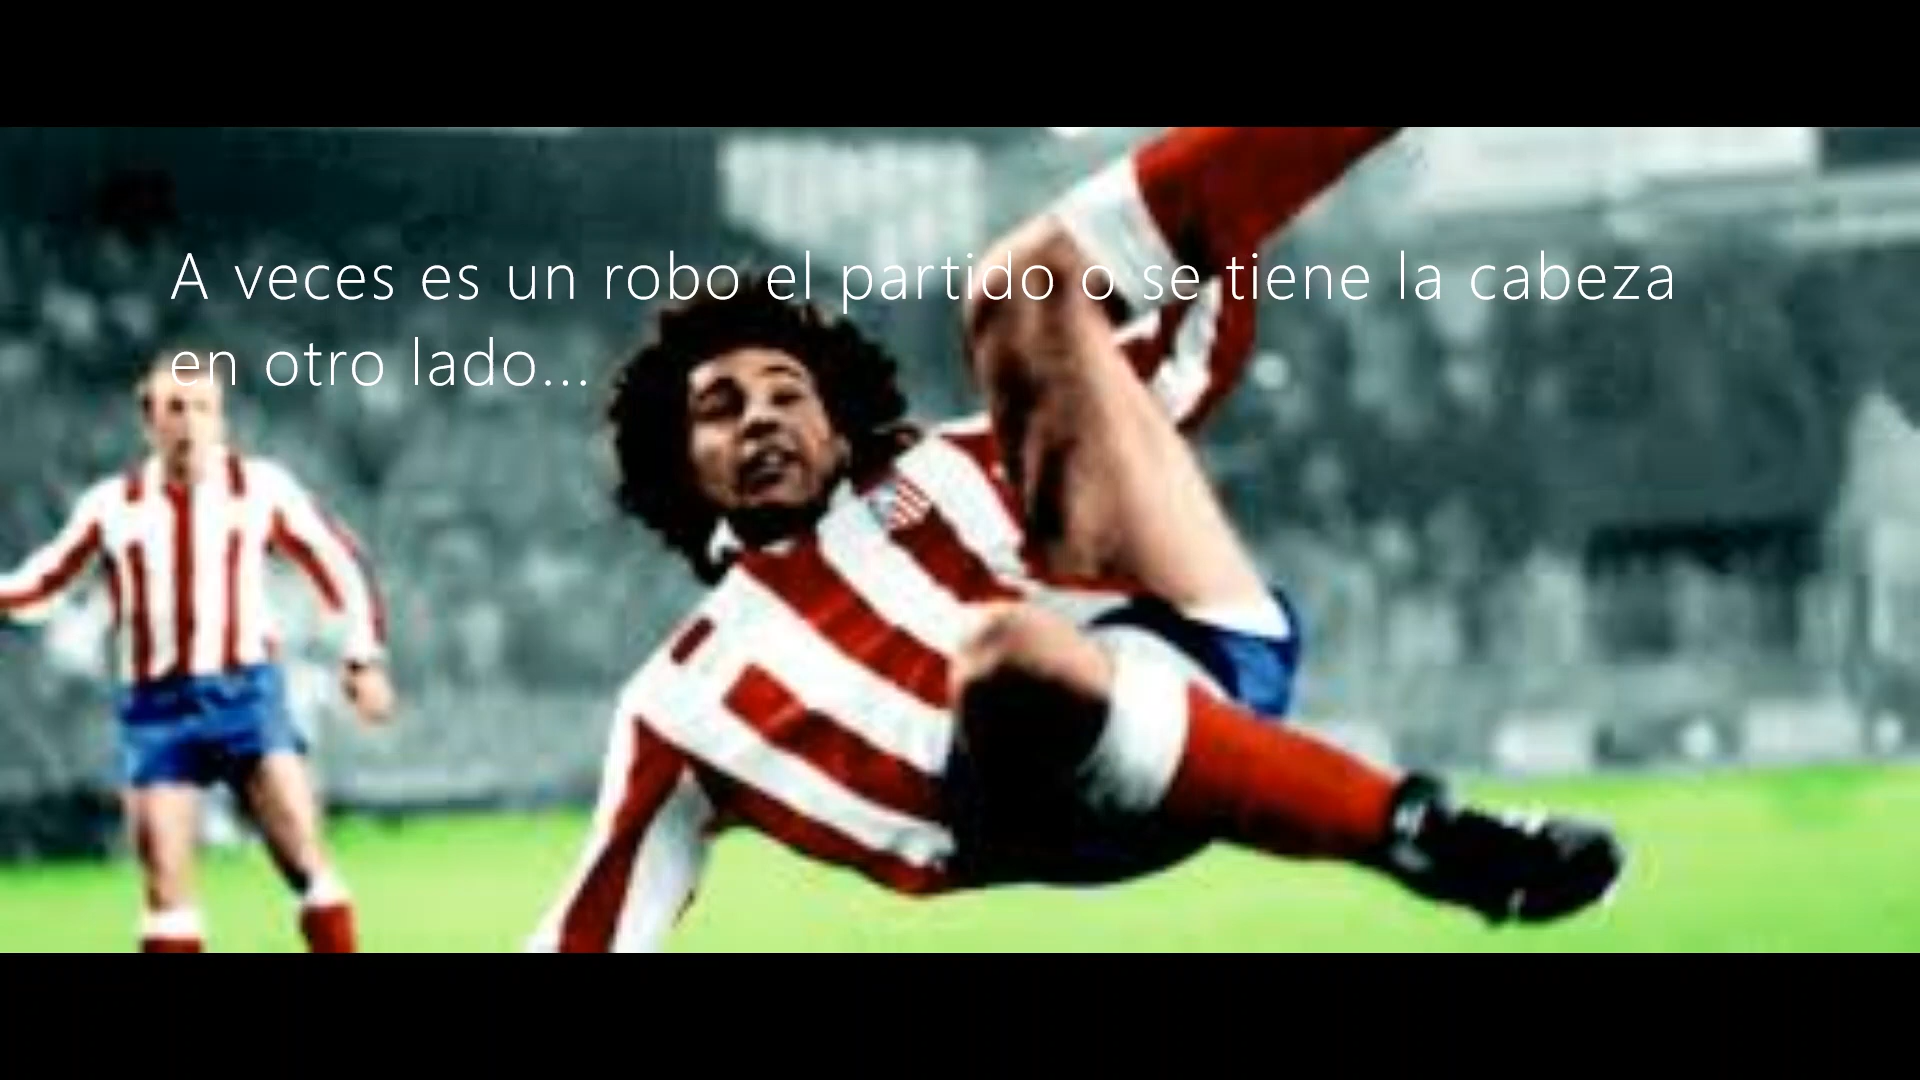 A veces es un robo el partido o se tiene la cabeza
en otro lado...